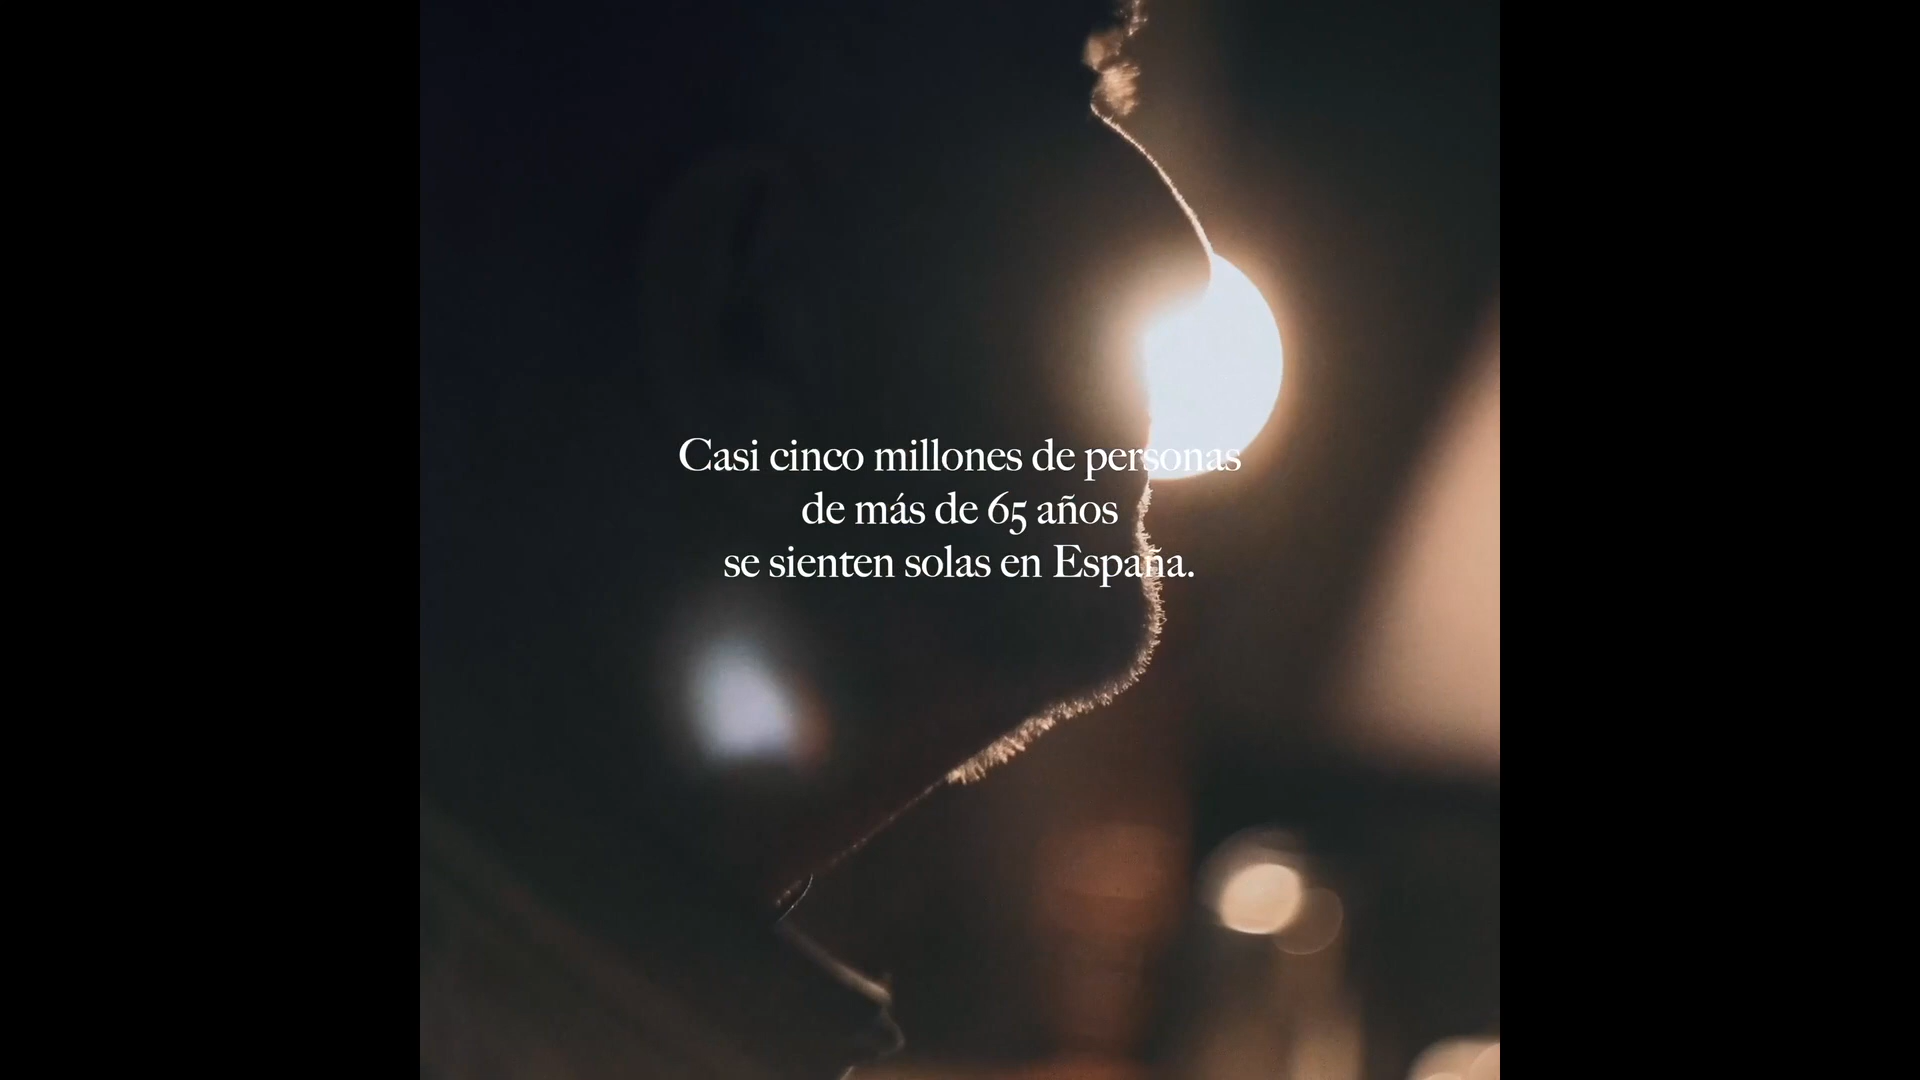 Casi cinco millones de personas
de más de 65 años
se sienten solas en España.